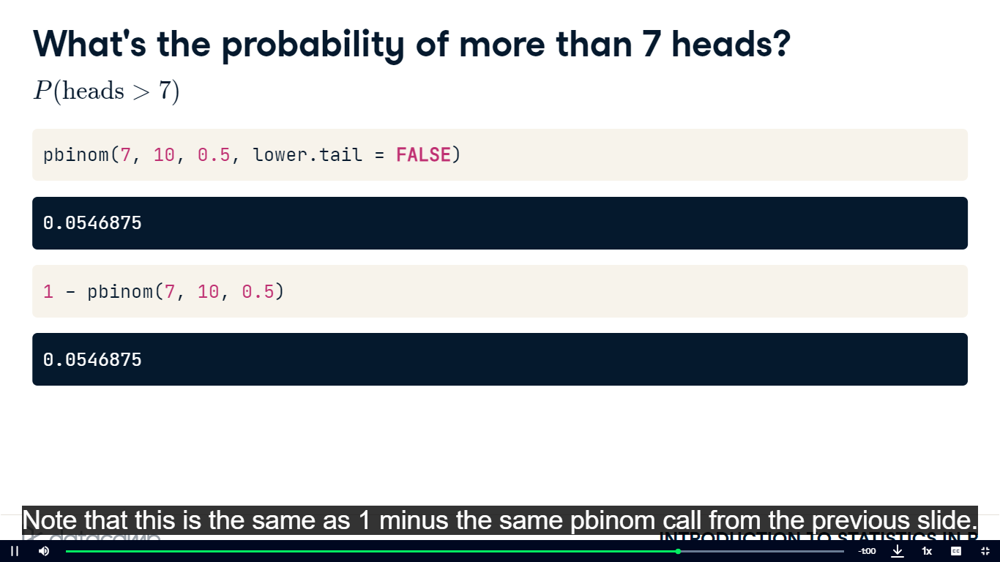 What's the probability of more than 7 heads?
P(heads > 7)
pbinom(7, 10, 0.5, lower.tail = FALSE)
0.0546875
1 - pbinom(7, 10, 0.5)
0.0546875
Note that this is the same as 1 minus the same pbinom call from the previous slide.
datacamp
INTRODUCTION TO STATISTICS IN R
-1:00
1x
CC